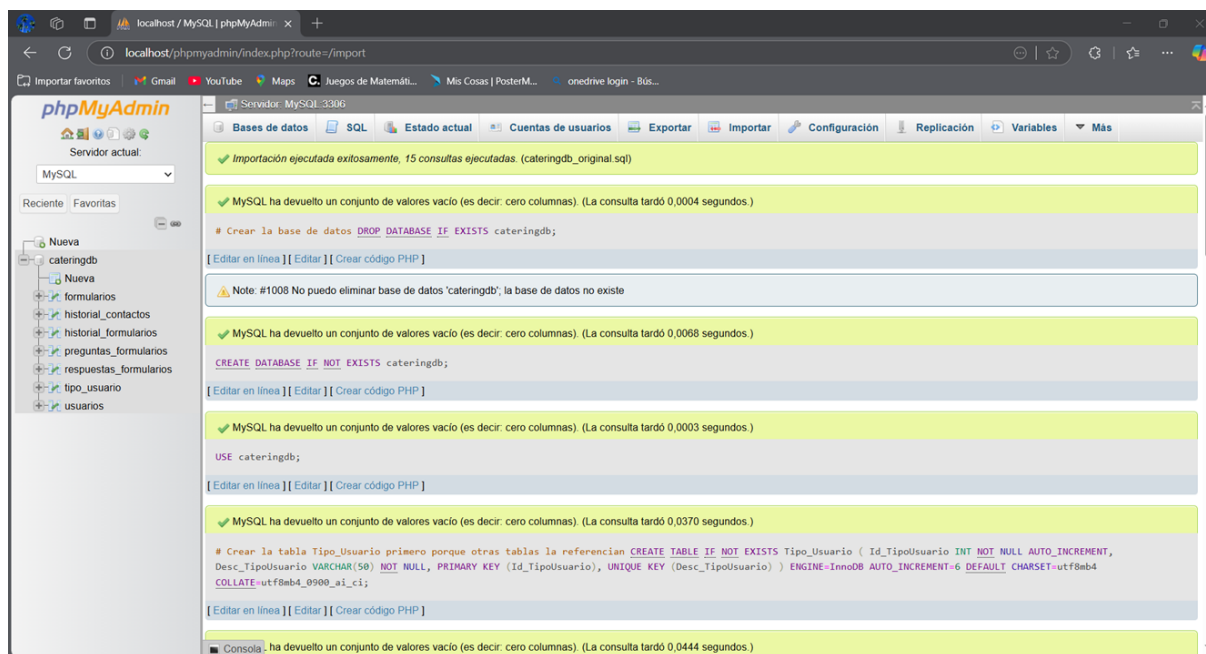 localhost / MySQL | phpMyAdmin
localhost/phpmyadmin/index.php?route=/import
Importar favoritos
Gmail
YouTube
Maps
Juegos de Matemáti...
Mis Cosas | PosterM...
onedrive login - Bús...
phpMyAdmin
Servidor actual:
MySQL
Reciente Favoritas
Nueva
cateringdb
Nueva
formularios
historial_contactos
historial_formularios
preguntas_formularios
respuestas_formularios
tipo_usuario
usuarios
Servidor: MySQL:3306
Bases de datos SQL Estado actual Cuentas de usuarios Exportar Importar Configuración Replicación Variables Más
Importación ejecutada exitosamente, 15 consultas ejecutadas. (cateringdb_original.sql)
MySQL ha devuelto un conjunto de valores vacío (es decir: cero columnas). (La consulta tardó 0,0004 segundos.)
# Crear la base de datos DROP DATABASE IF EXISTS cateringdb;
[ Editar en línea ] [ Editar ] [ Crear código PHP ]
Note: #1008 No puedo eliminar base de datos 'cateringdb'; la base de datos no existe
MySQL ha devuelto un conjunto de valores vacío (es decir: cero columnas). (La consulta tardó 0,0068 segundos.)
CREATE DATABASE IF NOT EXISTS cateringdb;
[ Editar en línea ] [ Editar ] [ Crear código PHP ]
MySQL ha devuelto un conjunto de valores vacío (es decir: cero columnas). (La consulta tardó 0,0003 segundos.)
USE cateringdb;
[ Editar en línea ] [ Editar ] [ Crear código PHP ]
MySQL ha devuelto un conjunto de valores vacío (es decir: cero columnas). (La consulta tardó 0,0370 segundos.)
# Crear la tabla Tipo_Usuario primero porque otras tablas la referencian CREATE TABLE IF NOT EXISTS Tipo_Usuario ( Id_TipoUsuario INT NOT NULL AUTO_INCREMENT,
Desc_TipoUsuario VARCHAR(50) NOT NULL, PRIMARY KEY (Id_TipoUsuario), UNIQUE KEY (Desc_TipoUsuario) ) ENGINE=InnoDB AUTO_INCREMENT=6 DEFAULT CHARSET=utf8mb4
COLLATE=utf8mb4_0900_ai_ci;
[ Editar en línea ] [ Editar ] [ Crear código PHP ]
Consola
ha devuelto un conjunto de valores vacío (es decir: cero columnas). (La consulta tardó 0,0444 segundos.)